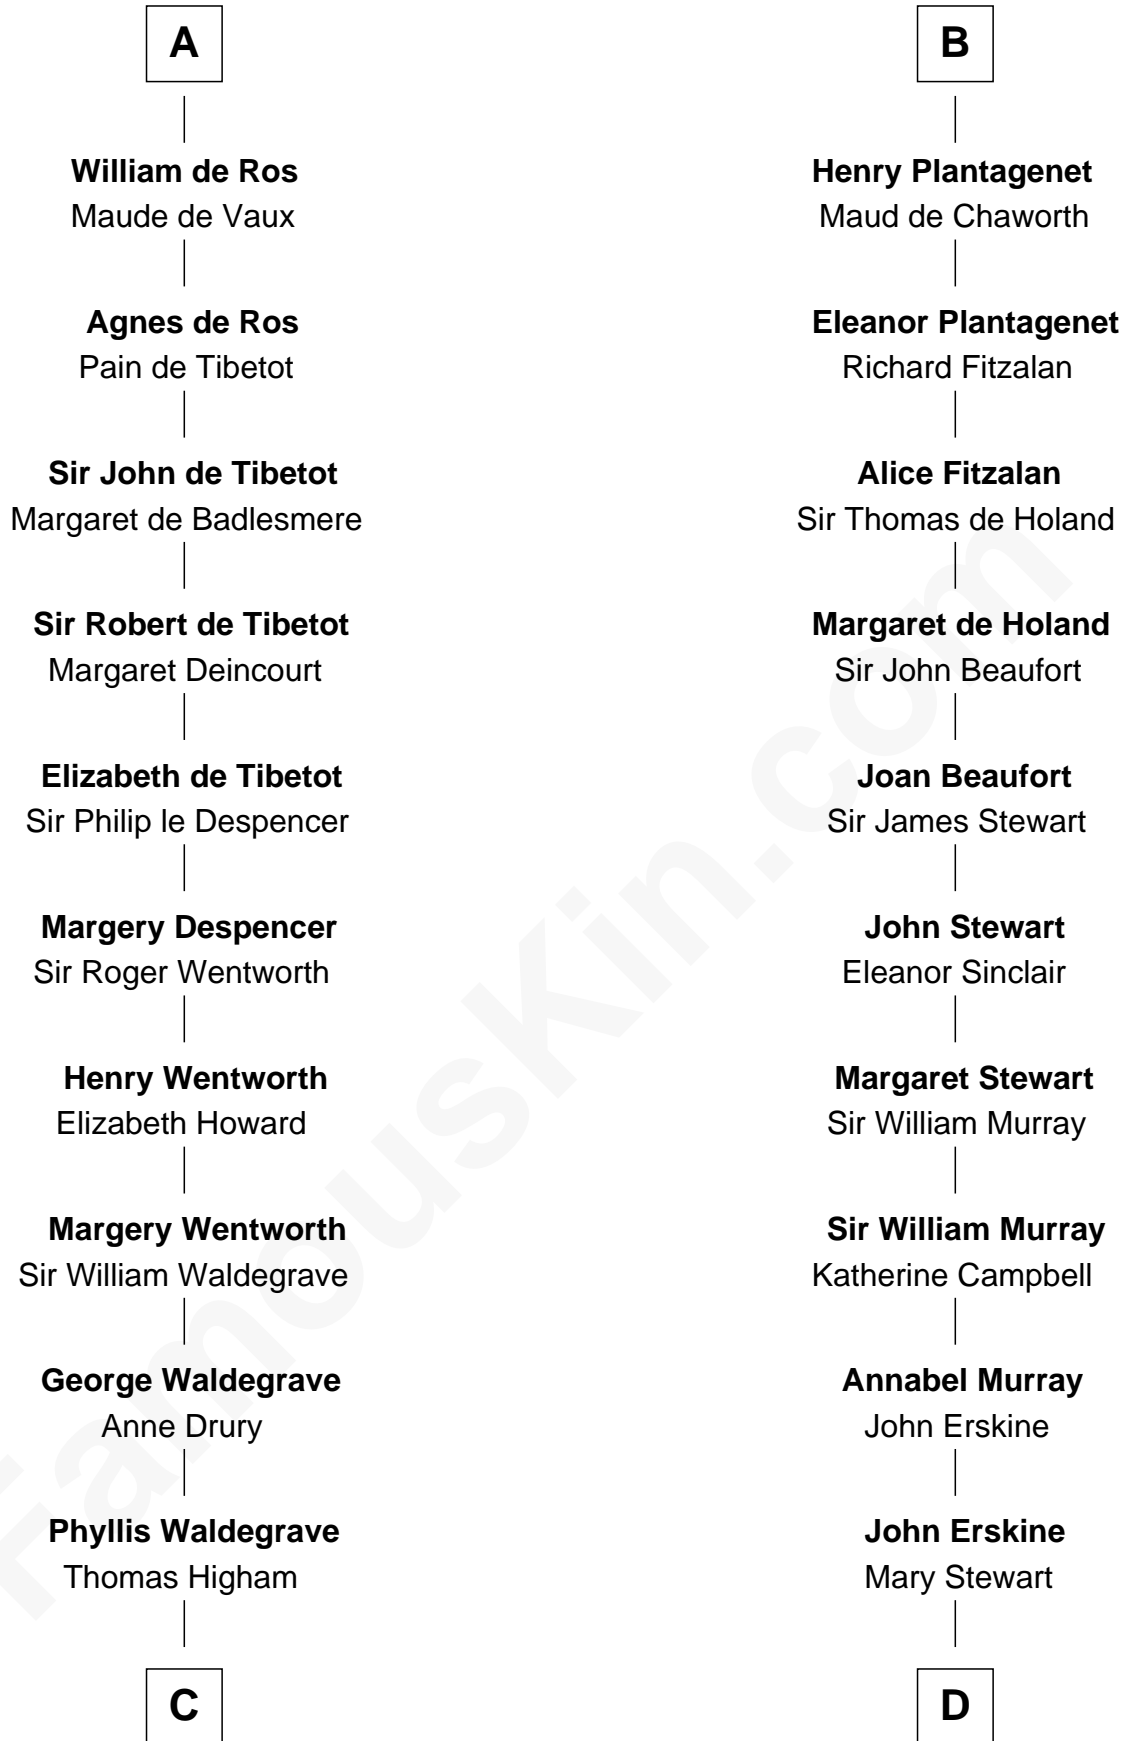 A
William de Ros
Maude de Vaux
Agnes de Ros
Pain de Tibetot
Sir John de Tibetot
Margaret de Badlesmere
Sir Robert de Tibetot
Margaret Deincourt
Elizabeth de Tibetot
Sir Philip le Despencer
Margery Despencer
Sir Roger Wentworth
Henry Wentworth
Elizabeth Howard
Margery Wentworth
Sir William Waldegrave
George Waldegrave
Anne Drury
Phyllis Waldegrave
Thomas Higham
C
B
Henry Plantagenet
Maud de Chaworth
Eleanor Plantagenet
Richard Fitzalan
Alice Fitzalan
Sir Thomas de Holand
Margaret de Holand
Sir John Beaufort
Joan Beaufort
Sir James Stewart
John Stewart
Eleanor Sinclair
Margaret Stewart
Sir William Murray
Sir William Murray
Katherine Campbell
Annabel Murray
John Erskine
John Erskine
Mary Stewart
D
FamousKin.com